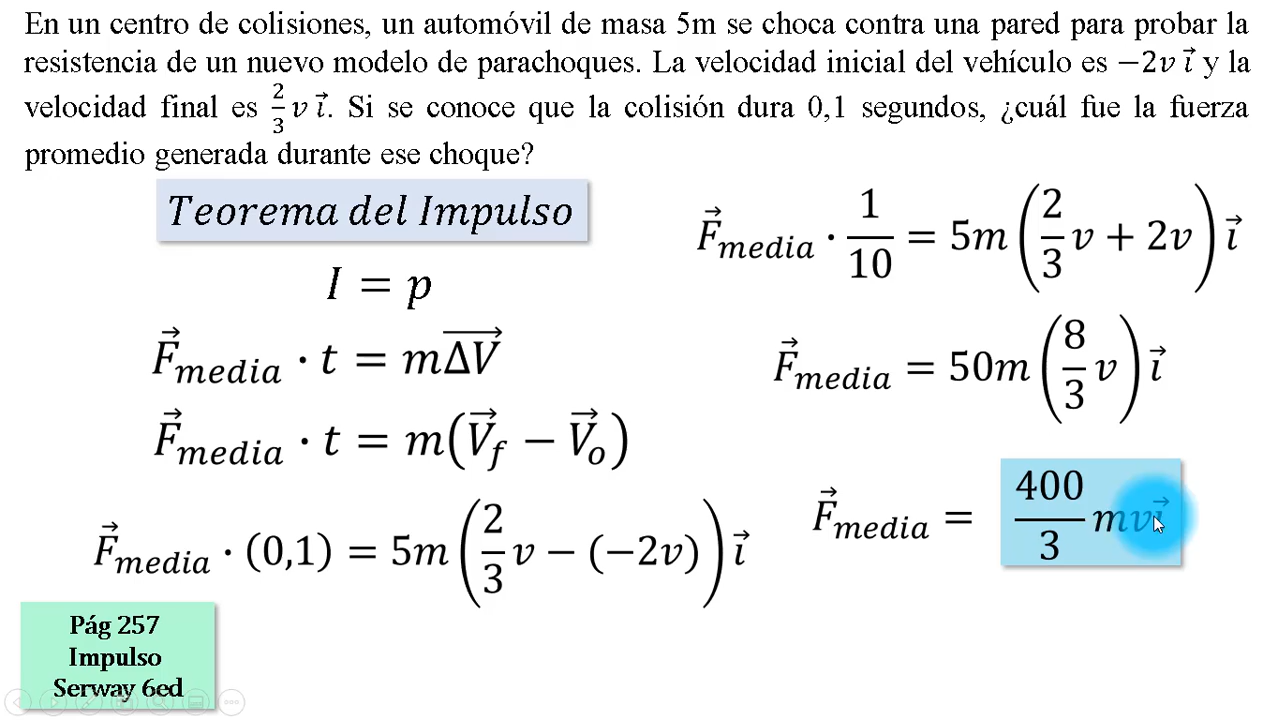 En un centro de colisiones, un automóvil de masa 5m se choca contra una pared para probar la
resistencia de un nuevo modelo de parachoques. La velocidad inicial del vehículo es −2v i⃗ y la
velocidad final es 2/3 v i⃗. Si se conoce que la colisión dura 0,1 segundos, ¿cuál fue la fuerza
promedio generada durante ese choque?
Teorema del Impulso
I = p
F⃗media · t = m ΔV⃗
F⃗media · t = m(V⃗f − V⃗o)
F⃗media · (0,1) = 5m (2/3 v − (−2v)) i⃗
F⃗media · 1/10 = 5m (2/3 v + 2v) i⃗
F⃗media = 50m (8/3 v) i⃗
F⃗media = 400/3 mv i⃗
Pág 257
Impulso
Serway 6ed